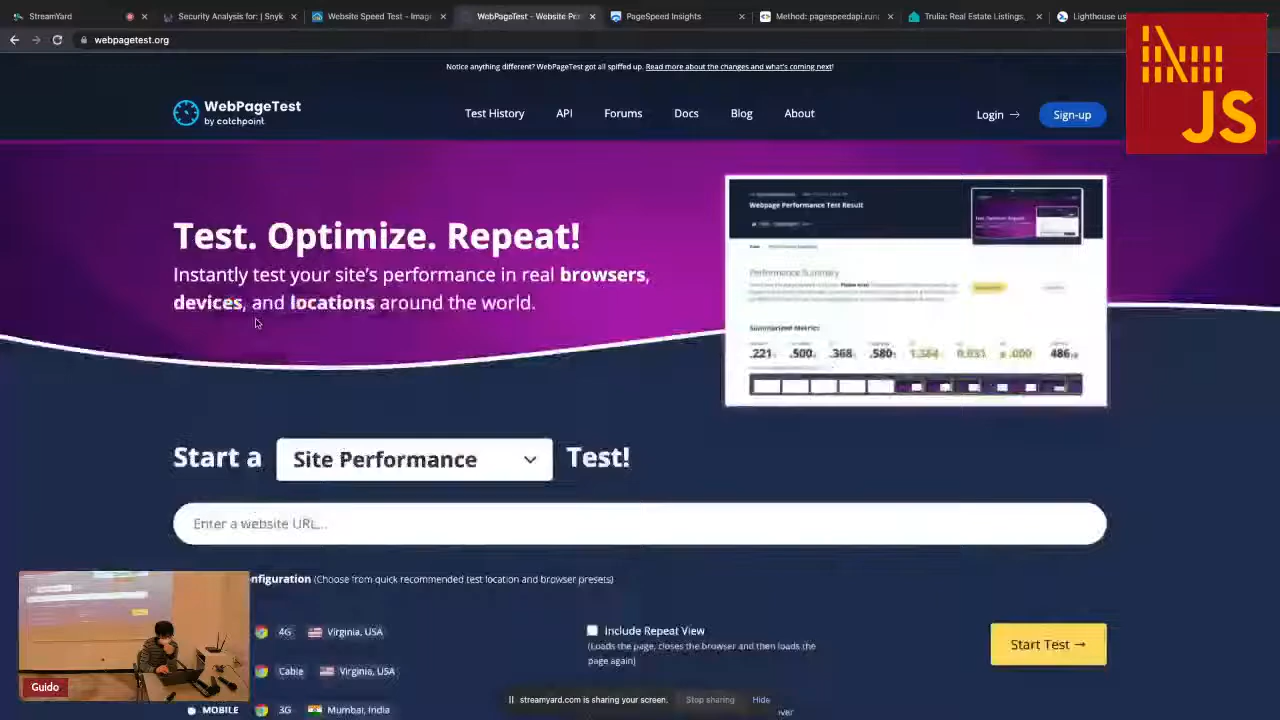 StreamYard
Security Analysis for: | Snyk
Website Speed Test - Image
WebPageTest - Website Per
PageSpeed Insights
Method: pagespeedapi.runp
Trulia: Real Estate Listings,
Lighthouse us
webpagetest.org
JS
Notice anything different? WebPageTest got all spiffed up. Read more about the changes and what's coming next!
WebPageTest
by catchpoint
Test History
API
Forums
Docs
Blog
About
Login →
Sign-up
Test. Optimize. Repeat!
Instantly test your site's performance in real browsers,
devices, and locations around the world.
Webpage Performance Test Result
Performance Summary
Summarized Metrics
.221 .500 .368 .580
486
Start a Site Performance Test!
Enter a website URL...
nfiguration (Choose from quick recommended test location and browser presets)
4G Virginia, USA
Include Repeat View
(Loads the page, closes the browser and then loads the
page again)
Start Test →
Cable Virginia, USA
Guido
streamyard.com is sharing your screen.
Stop sharing
Hide
MOBILE 3G Mumbai, India